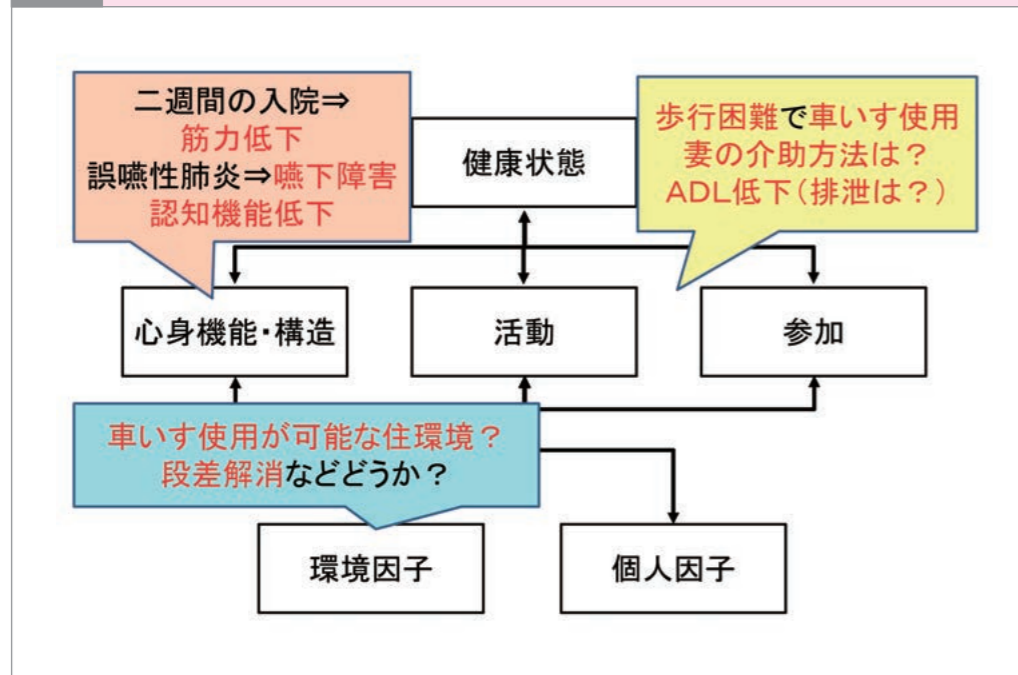 二週間の入院⇒
筋力低下
誤嚥性肺炎⇒嚥下障害
認知機能低下
健康状態
歩行困難で車いす使用
妻の介助方法は？
ADL低下(排泄は？)
心身機能・構造
活動
参加
車いす使用が可能な住環境？
段差解消などどうか？
環境因子
個人因子